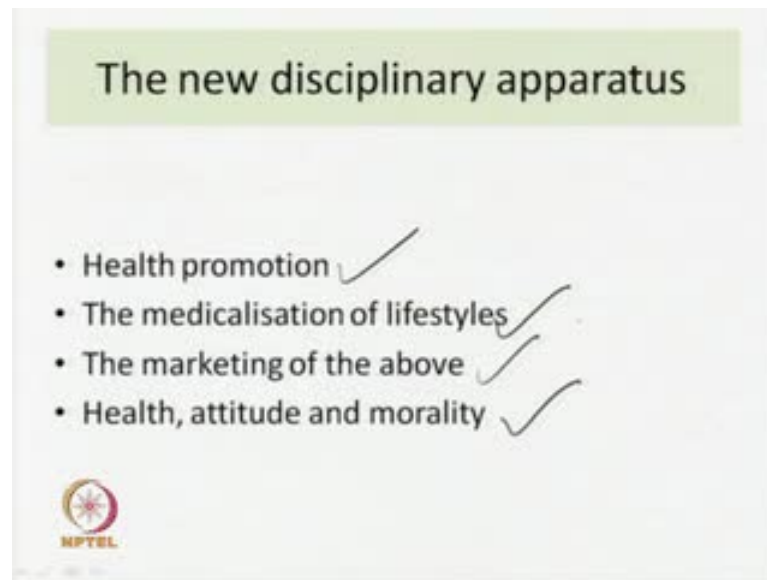 The new disciplinary apparatus
• Health promotion
• The medicalisation of lifestyles
• The marketing of the above
• Health, attitude and morality
NPTEL